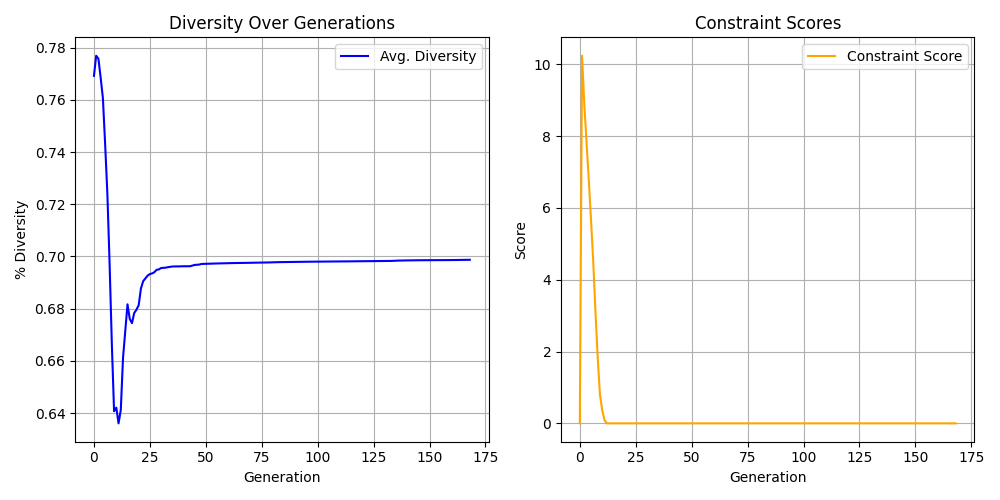 Diversity Over Generations
Avg. Diversity
% Diversity
0.78
0.76
0.74
0.72
0.70
0.68
0.66
0.64
0 25 50 75 100 125 150 175
Generation
Constraint Scores
Constraint Score
Score
10
8
6
4
2
0
0 25 50 75 100 125 150 175
Generation